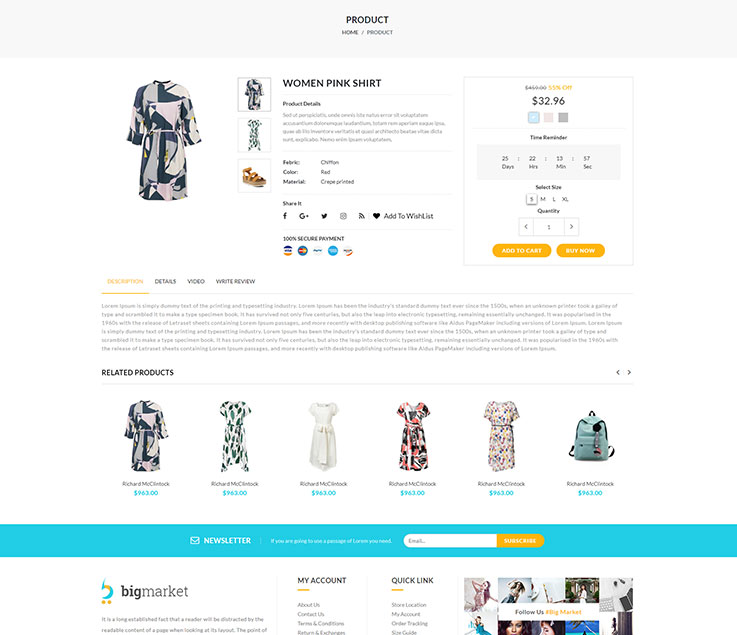 PRODUCT
HOME / PRODUCT
WOMEN PINK SHIRT
Product Details
Sed ut perspiciatis, unde omnis iste natus error sit voluptatem
accusantium doloremque laudantium, totam rem aperiam eaque ipsa,
quae ab illo inventore veritatis et quasi architecto beatae vitae dicta
sunt, explicabo. Nemo enim ipsam voluptatem,
Fabric: Chiffon
Color: Red
Material: Crepe printed
Share It
Add To WishList
100% SECURE PAYMENT
$459.00 55% Off
$32.96
Time Reminder
25 : 22 : 13 : 57
Days Hrs Min Sec
Select Size
S M L XL
Quantity
1
ADD TO CART BUY NOW
DESCRIPTION DETAILS VIDEO WRITE REVIEW
Lorem Ipsum is simply dummy text of the printing and typesetting industry. Lorem Ipsum has been the industry's standard dummy text ever since the 1500s, when an unknown printer took a galley of
type and scrambled it to make a type specimen book. It has survived not only five centuries, but also the leap into electronic typesetting, remaining essentially unchanged. It was popularised in the
1960s with the release of Letraset sheets containing Lorem Ipsum passages, and more recently with desktop publishing software like Aldus PageMaker including versions of Lorem Ipsum. Lorem Ipsum
is simply dummy text of the printing and typesetting industry. Lorem Ipsum has been the industry's standard dummy text ever since the 1500s, when an unknown printer took a galley of type and
scrambled it to make a type specimen book. It has survived not only five centuries, but also the leap into electronic typesetting, remaining essentially unchanged. It was popularised in the 1960s with
the release of Letraset sheets containing Lorem Ipsum passages, and more recently with desktop publishing software like Aldus PageMaker including versions of Lorem Ipsum.
RELATED PRODUCTS
Richard McClintock Richard McClintock Richard McClintock Richard McClintock Richard McClintock Richard McClintock
$963.00 $963.00 $963.00 $963.00 $963.00 $963.00
NEWSLETTER | If you are going to use a passage of Lorem you need. Email... SUBSCRIBE
bigmarket
It is a long established fact that a reader will be distracted by the
readable content of a page when looking at its layout. The point of
MY ACCOUNT
About Us
Contact Us
Terms & Conditions
Return & Exchanges
QUICK LINK
Store Location
My Account
Order Tracking
Size Guide
Follow Us #Big Market